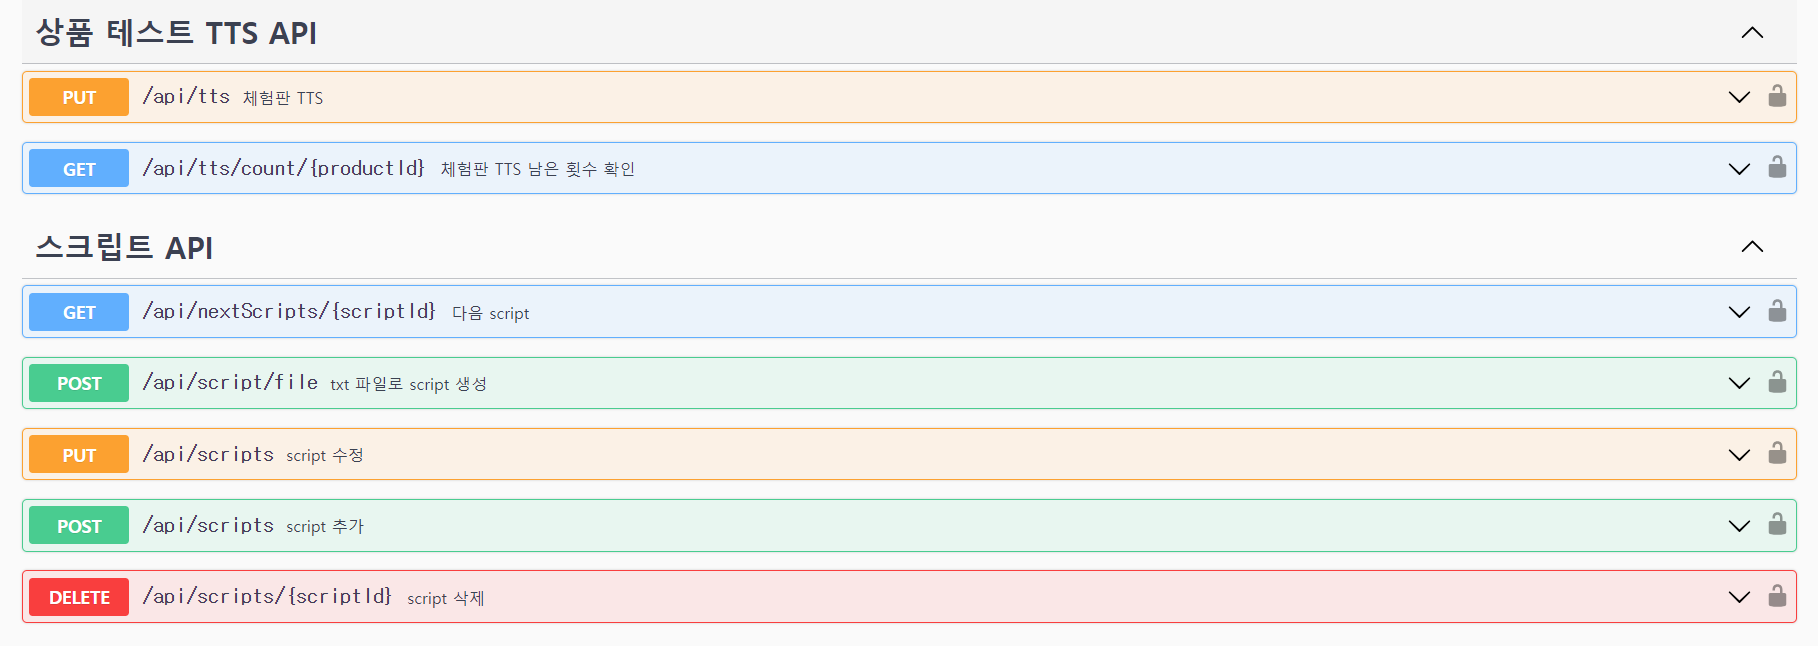 상품 테스트 TTS API
PUT /api/tts 체험판 TTS
GET /api/tts/count/{productId} 체험판 TTS 남은 횟수 확인
스크립트 API
GET /api/nextScripts/{scriptId} 다음 script
POST /api/script/file txt 파일로 script 생성
PUT /api/scripts script 수정
POST /api/scripts script 추가
DELETE /api/scripts/{scriptId} script 삭제